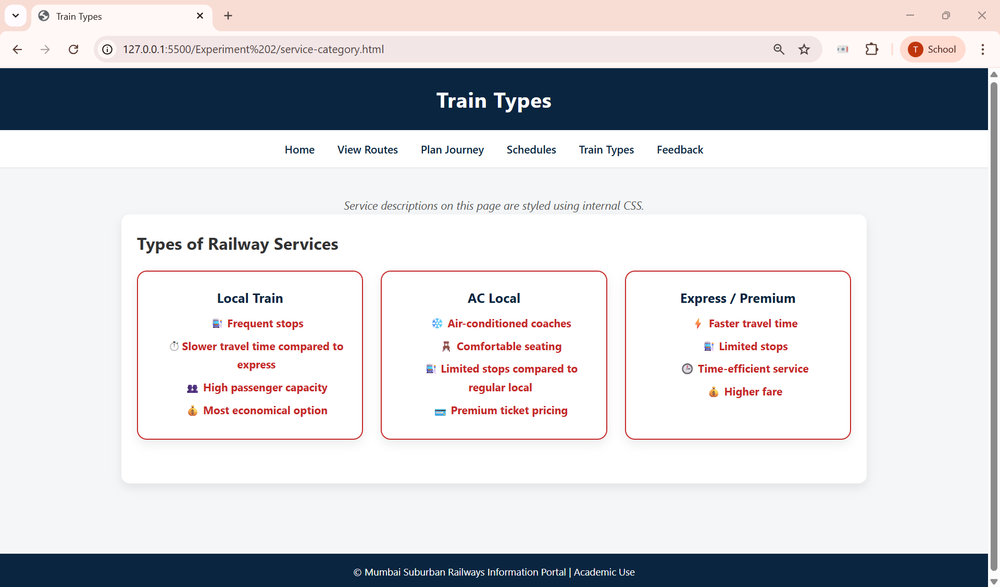 Train Types
127.0.0.1:5500/Experiment%202/service-category.html
T School
Train Types
Home View Routes Plan Journey Schedules Train Types Feedback
Service descriptions on this page are styled using internal CSS.
Types of Railway Services
Local Train
🚉 Frequent stops
⏱ Slower travel time compared to
express
👥 High passenger capacity
💰 Most economical option
AC Local
❄️ Air-conditioned coaches
🪑 Comfortable seating
🚉 Limited stops compared to
regular local
💳 Premium ticket pricing
Express / Premium
⚡ Faster travel time
🚉 Limited stops
🕒 Time-efficient service
💰 Higher fare
© Mumbai Suburban Railways Information Portal | Academic Use